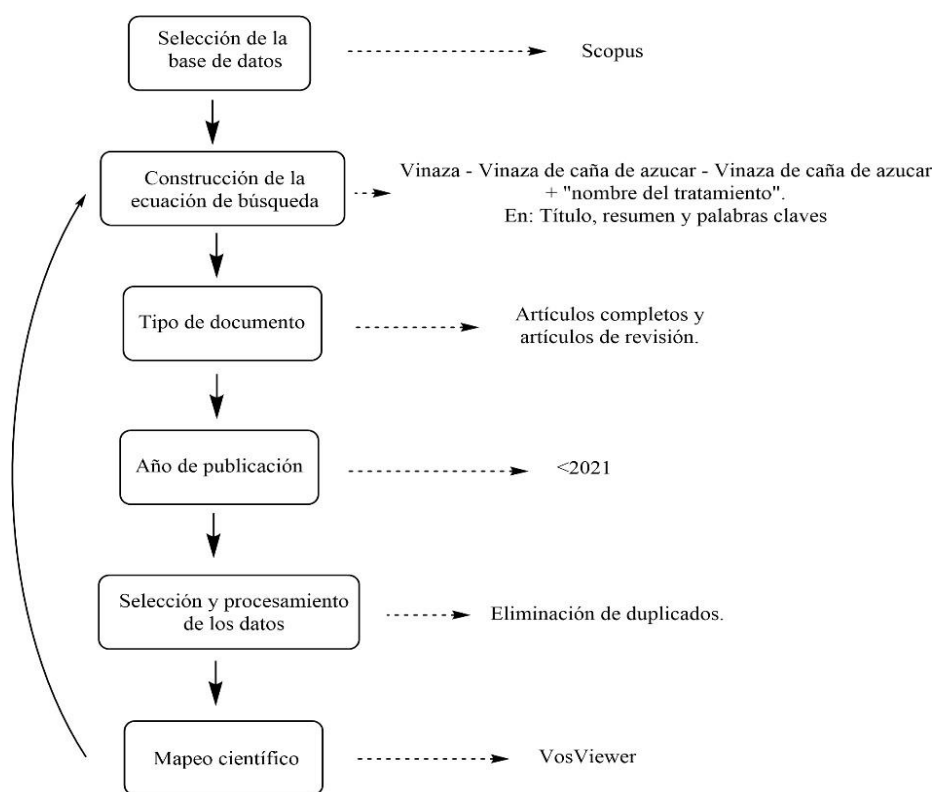 Selección de la
base de datos
Scopus
Construcción de la
ecuación de búsqueda
Vinaza - Vinaza de caña de azucar - Vinaza de caña de azucar
+ "nombre del tratamiento".
En: Título, resumen y palabras claves
Tipo de documento
Artículos completos y
artículos de revisión.
Año de publicación
<2021
Selección y procesamiento
de los datos
Eliminación de duplicados.
Mapeo científico
VosViewer